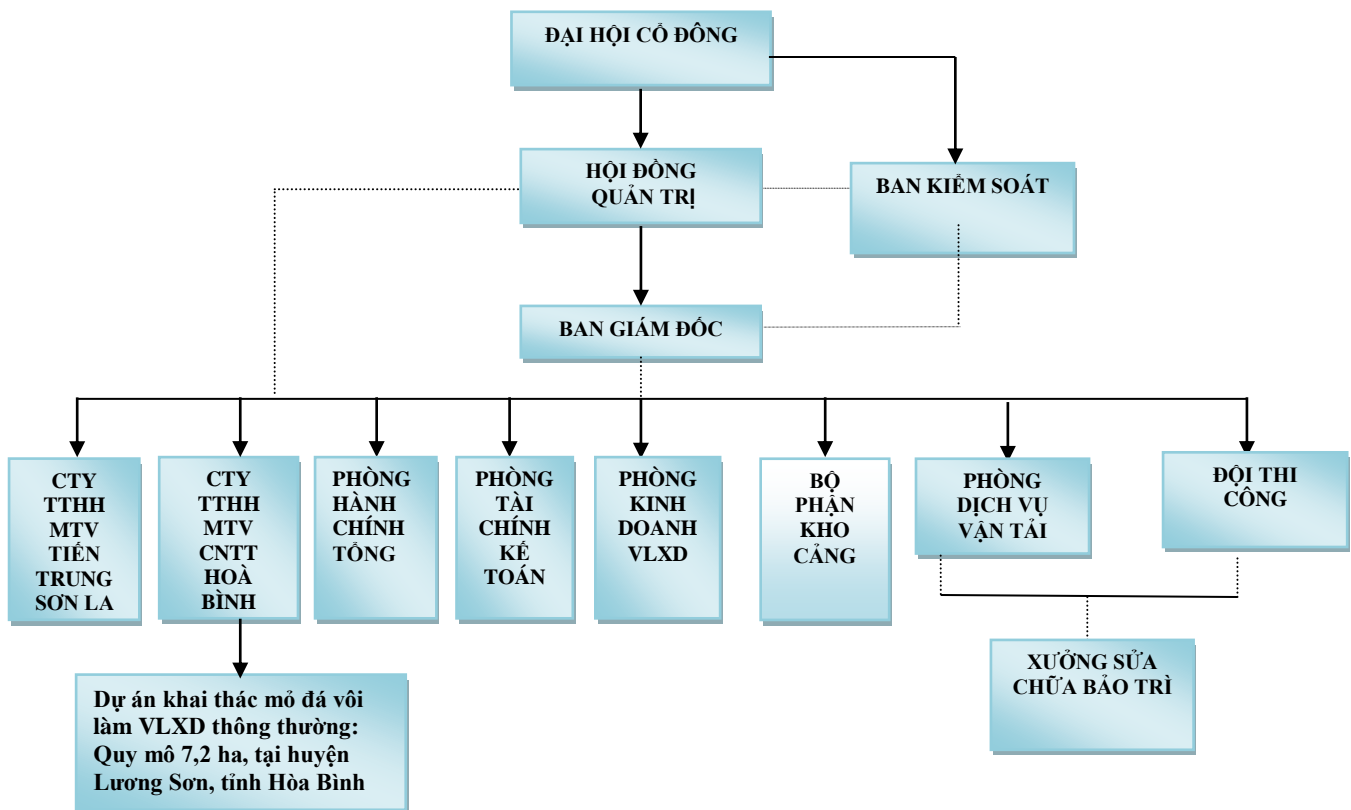 ĐẠI HỘI CỔ ĐÔNG
HỘI ĐỒNG
QUẢN TRỊ
BAN KIỂM SOÁT
BAN GIÁM ĐỐC
CTY
TTHH
MTV
TIẾN
TRUNG
SƠN LA
CTY
TTHH
MTV
CNTT
HOÀ
BÌNH
PHÒNG
HÀNH
CHÍNH
TỔNG
PHÒNG
TÀI
CHÍNH
KẾ
TOÁN
PHÒNG
KINH
DOANH
VLXD
BỘ
PHẬN
KHO
CẢNG
PHÒNG
DỊCH VỤ
VẬN TẢI
ĐỘI THI
CÔNG
XƯỞNG SỬA
CHỮA BẢO TRÌ
Dự án khai thác mỏ đá vôi
làm VLXD thông thường:
Quy mô 7,2 ha, tại huyện
Lương Sơn, tỉnh Hòa Bình